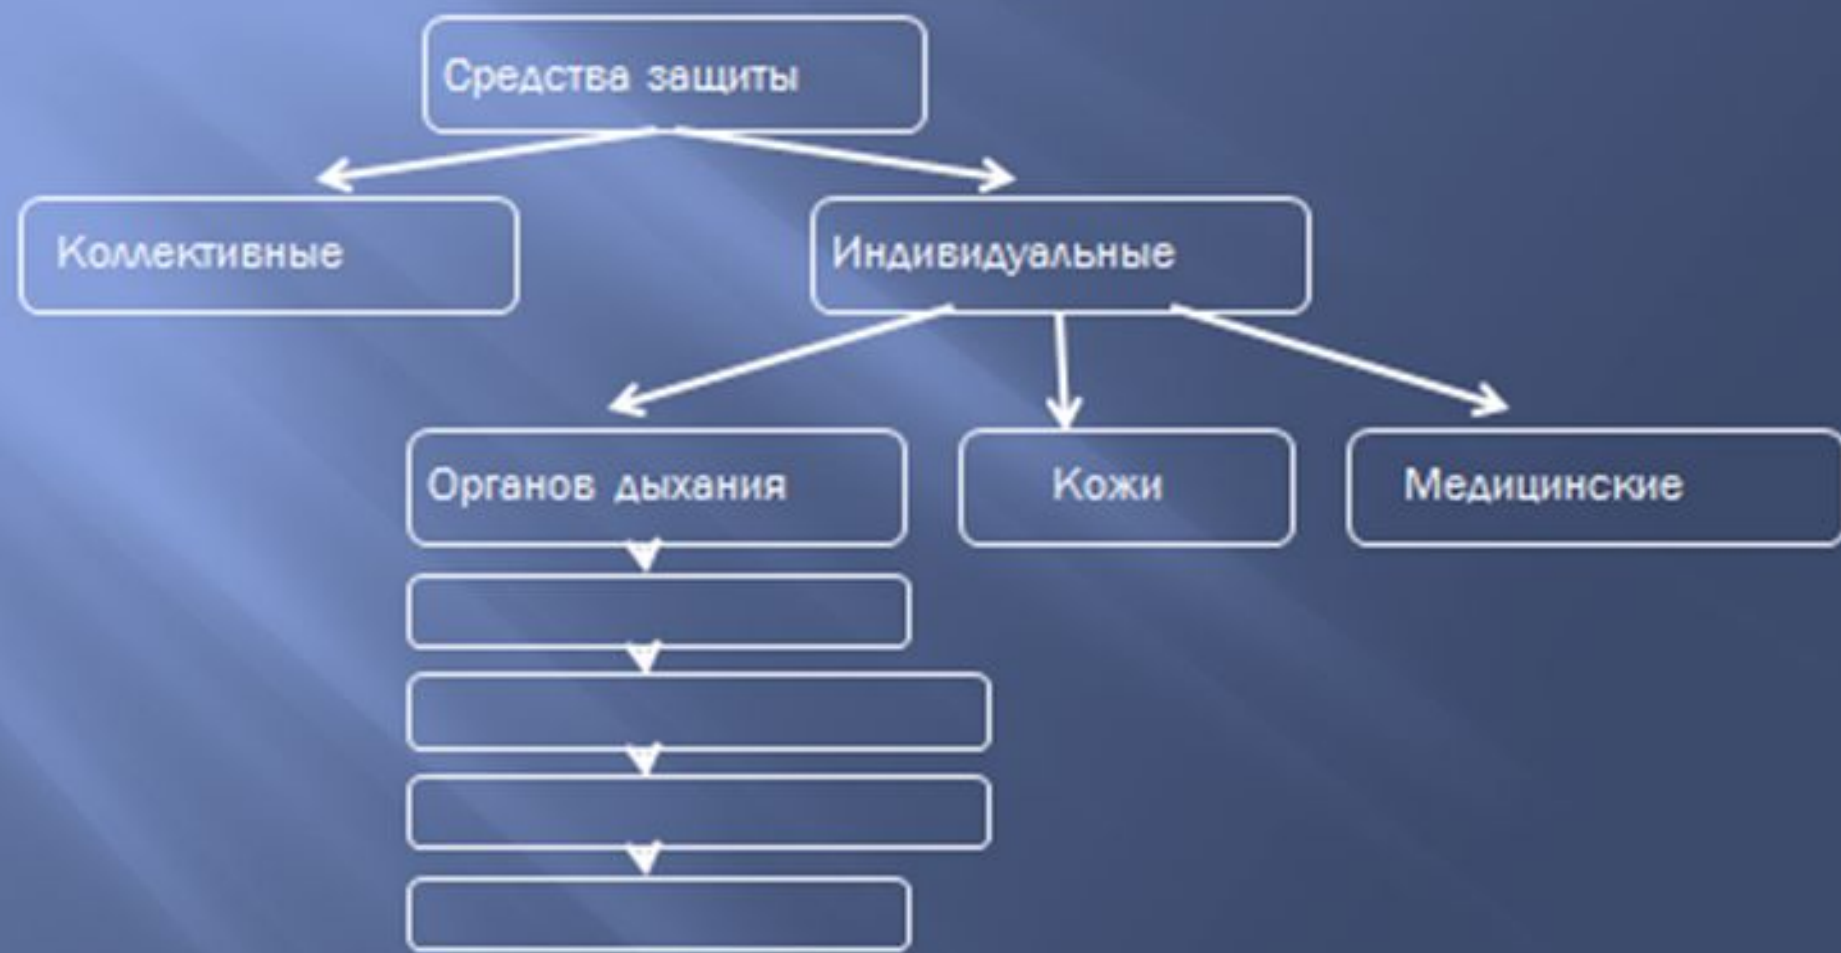 Средства защиты
Коллективные
Индивидуальные
Органов дыхания
Кожи
Медицинские